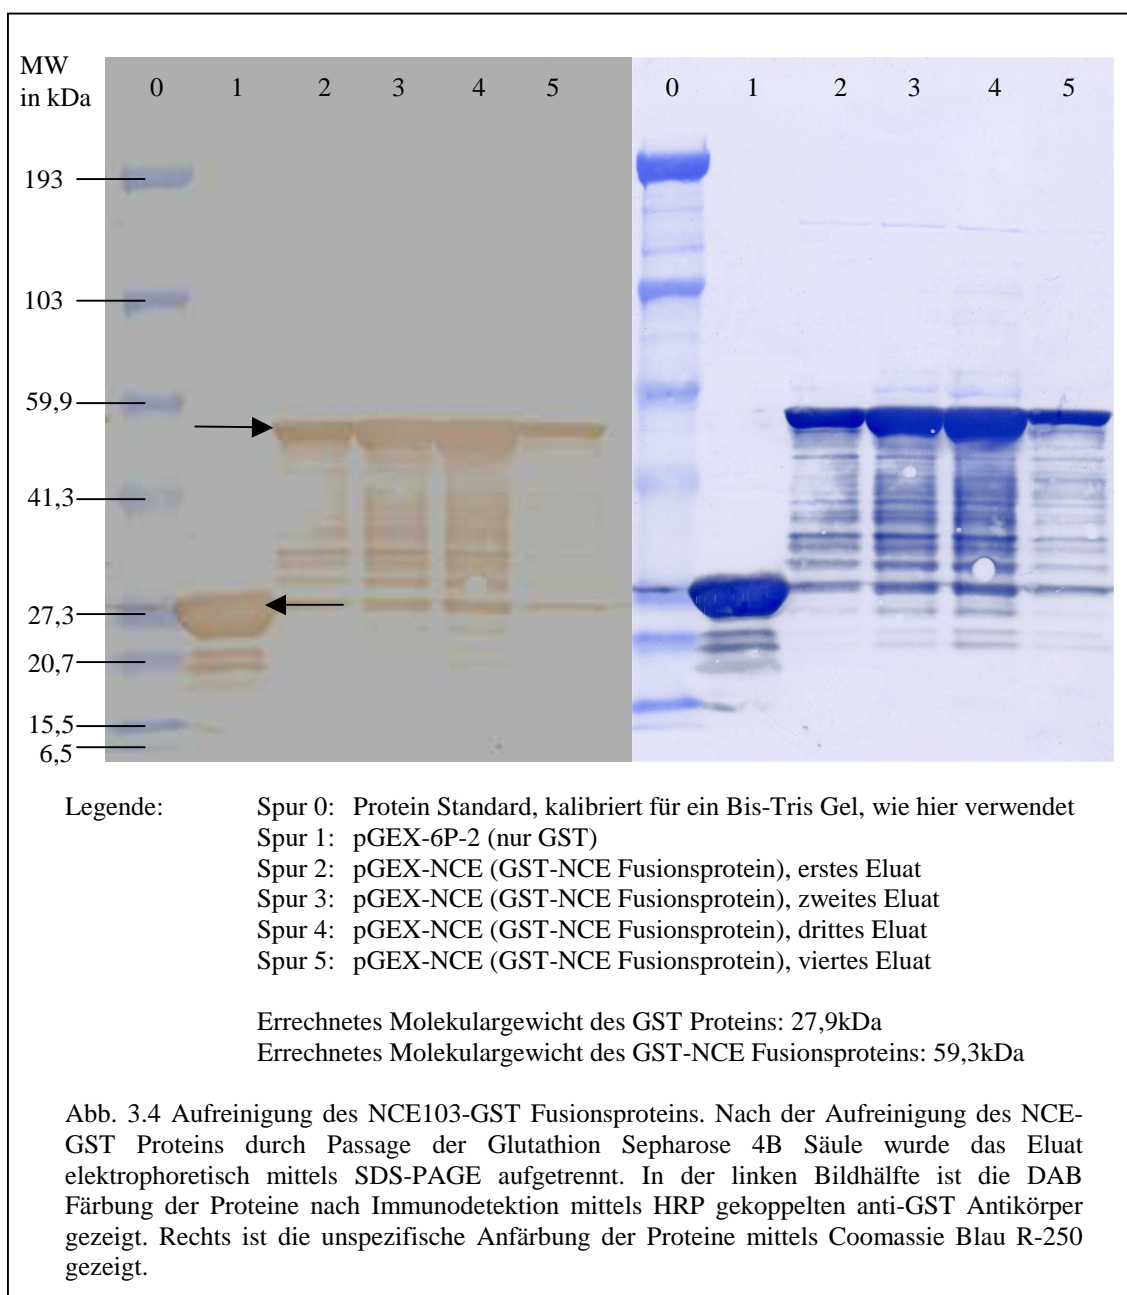 MW
in kDa
0 1 2 3 4 5
0 1 2 3 4 5
193
103
59,9
41,3
27,3
20,7
15,5
6,5
Legende:
Spur 0: Protein Standard, kalibriert für ein Bis-Tris Gel, wie hier verwendet
Spur 1: pGEX-6P-2 (nur GST)
Spur 2: pGEX-NCE (GST-NCE Fusionsprotein), erstes Eluat
Spur 3: pGEX-NCE (GST-NCE Fusionsprotein), zweites Eluat
Spur 4: pGEX-NCE (GST-NCE Fusionsprotein), drittes Eluat
Spur 5: pGEX-NCE (GST-NCE Fusionsprotein), viertes Eluat
Errechnetes Molekulargewicht des GST Proteins: 27,9kDa
Errechnetes Molekulargewicht des GST-NCE Fusionsproteins: 59,3kDa
Abb. 3.4 Aufreinigung des NCE103-GST Fusionsproteins. Nach der Aufreinigung des NCE-
GST Proteins durch Passage der Glutathion Sepharose 4B Säule wurde das Eluat
elektrophoretisch mittels SDS-PAGE aufgetrennt. In der linken Bildhälfte ist die DAB
Färbung der Proteine nach Immunodetektion mittels HRP gekoppelten anti-GST Antikörper
gezeigt. Rechts ist die unspezifische Anfärbung der Proteine mittels Coomassie Blau R-250
gezeigt.